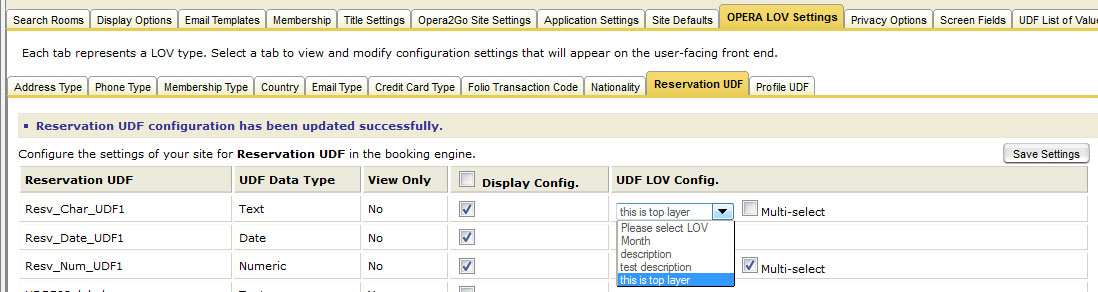 Search Rooms Display Options Email Templates Membership Title Settings Opera2Go Site Settings Application Settings Site Defaults OPERA LOV Settings Privacy Options Screen Fields UDF List of Value
Each tab represents a LOV type. Select a tab to view and modify configuration settings that will appear on the user-facing front end.
Address Type Phone Type Membership Type Country Email Type Credit Card Type Folio Transaction Code Nationality Reservation UDF Profile UDF
Reservation UDF configuration has been updated successfully.
Configure the settings of your site for Reservation UDF in the booking engine. Save Settings
Reservation UDF UDF Data Type View Only Display Config. UDF LOV Config.
Resv_Char_UDF1 Text No this is top layer Multi-select
Please select LOV
Resv_Date_UDF1 Date No Month
description
Resv_Num_UDF1 Numeric No test description Multi-select
this is top layer